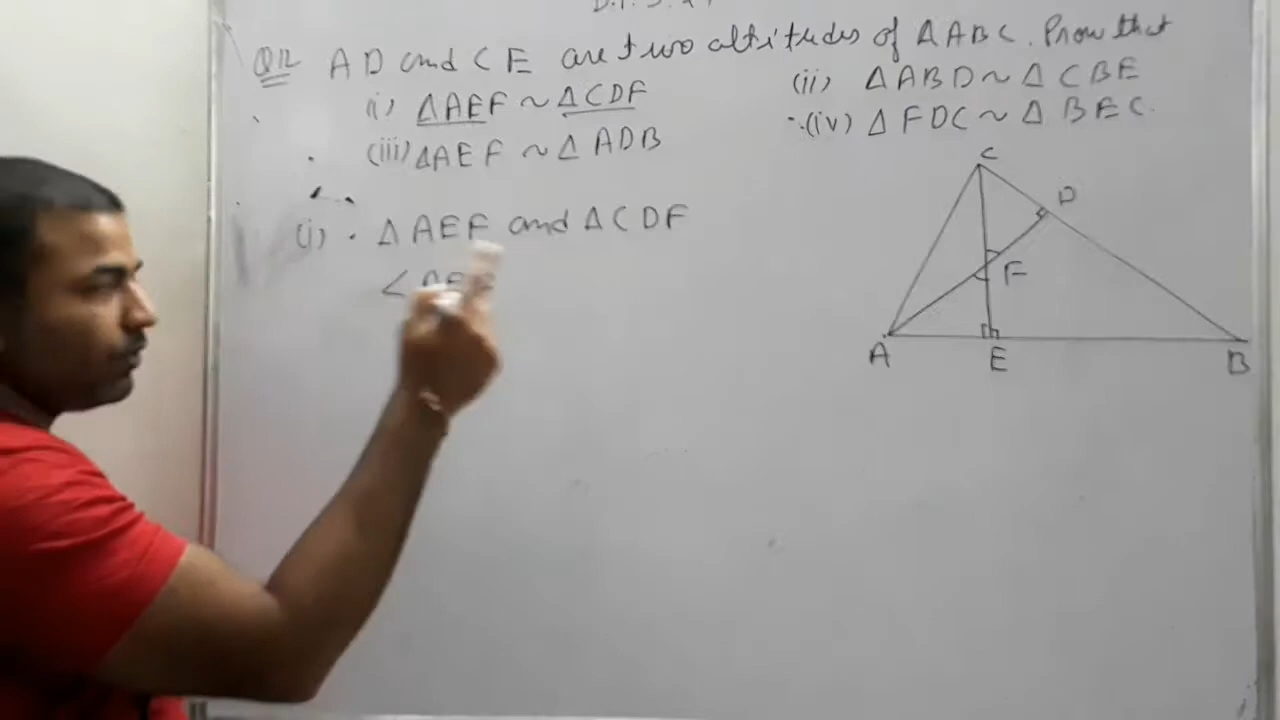 Q12 AD and CE are two altitudes of ΔABC. Prove that
(i) ΔAEF ~ ΔCDF (ii) ΔABD ~ ΔCBE
(iii) ΔAEF ~ ΔADB (iv) ΔFDC ~ ΔBEC.
(i) . ΔAEF and ΔCDF
C
D
F
A
E
B